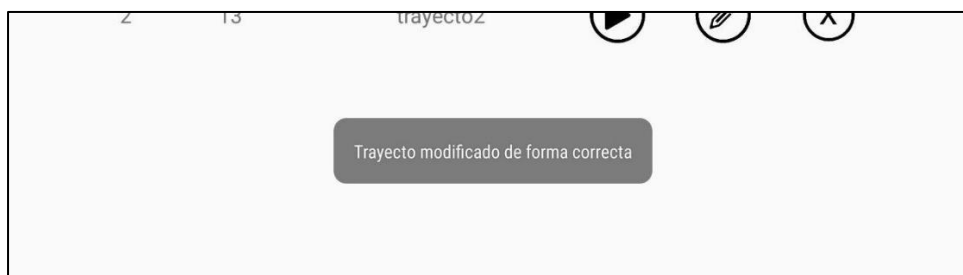 2 13 trayecto2 X
Trayecto modificado de forma correcta